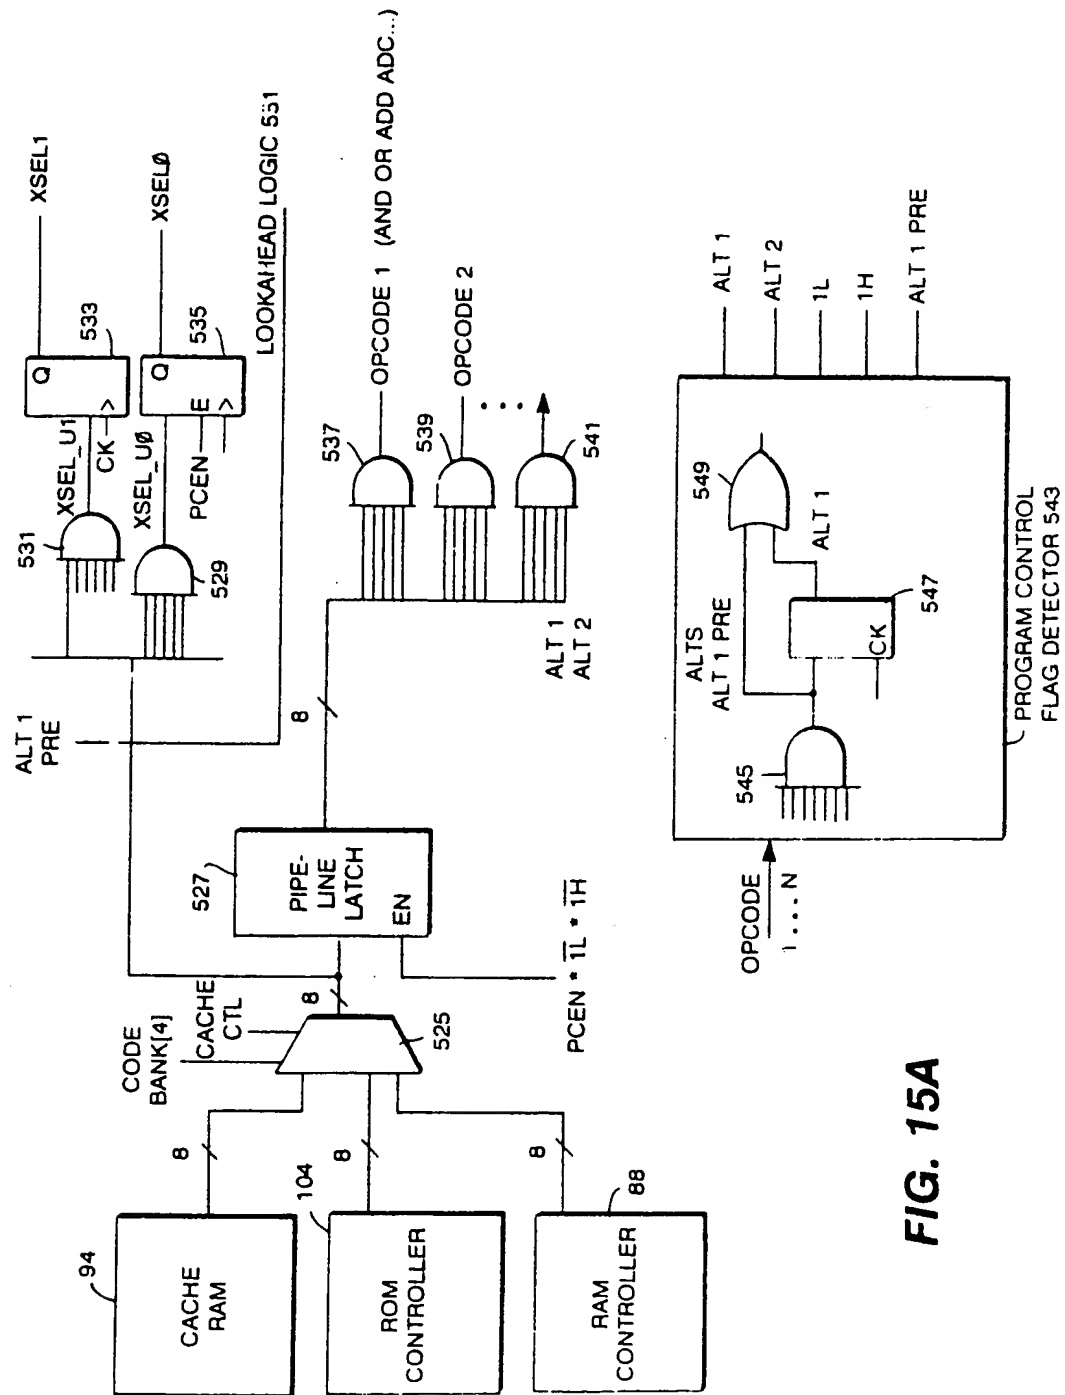 94
CACHE
RAM
104
ROM
CONTROLLER
RAM
CONTROLLER
88
8
8
8
CODE
BANK[4]
CACHE
CTL
525
8
527
PIPE-
LINE
LATCH
EN
PCEN * 1L * 1H
8
ALT 1
PRE
531
529
XSEL_U1
XSEL_UØ
CK
PCEN
Q
533
Q
E
535
XSEL1
XSELØ
LOOKAHEAD LOGIC 551
537
539
541
OPCODE 1 (AND OR ADD ADC...)
OPCODE 2
ALT 1
ALT 2
OPCODE
1....N
545
ALTS
ALT 1 PRE
549
ALT 1
CK
547
ALT 1
ALT 2
1L
1H
ALT 1 PRE
PROGRAM CONTROL
FLAG DETECTOR 543
FIG. 15A